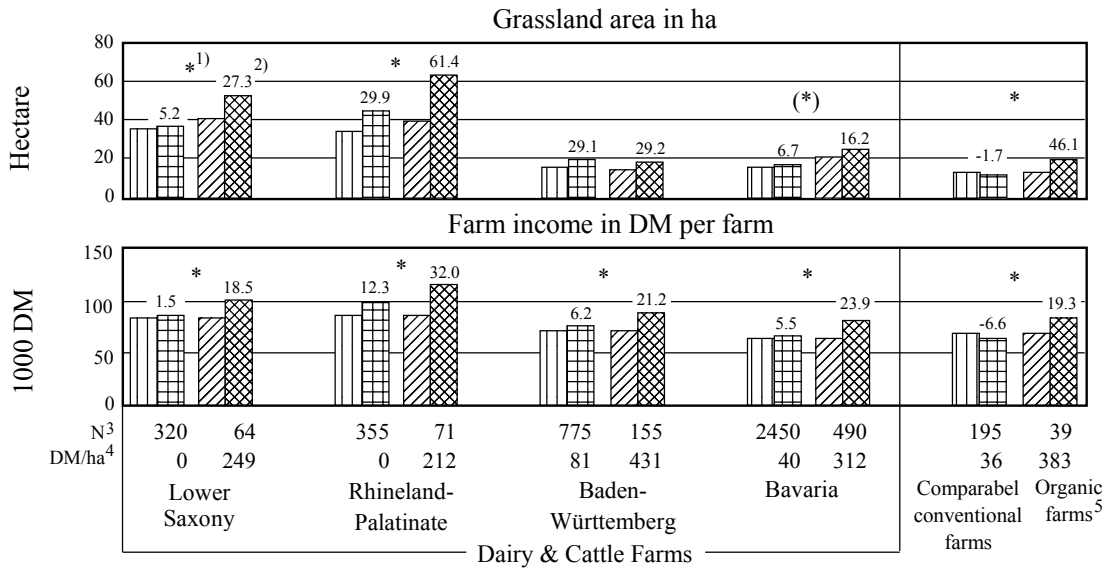 Grassland area in ha
Hectare
80
60
40
20
0
*1) 2) * (*) *
5.2 27.3 29.9 61.4 29.1 29.2 6.7 16.2 -1.7 46.1
Farm income in DM per farm
1000 DM
150
100
50
0
* * * * *
1.5 18.5 12.3 32.0 6.2 21.2 5.5 23.9 -6.6 19.3
N3 320 64 355 71 775 155 2450 490 195 39
DM/ha4 0 249 0 212 81 431 40 312 36 383
Lower Saxony
Rhineland-
Palatinate
Baden-
Württemberg
Bavaria
Comparabel
conventional
farms
Organic
farms5
Dairy & Cattle Farms